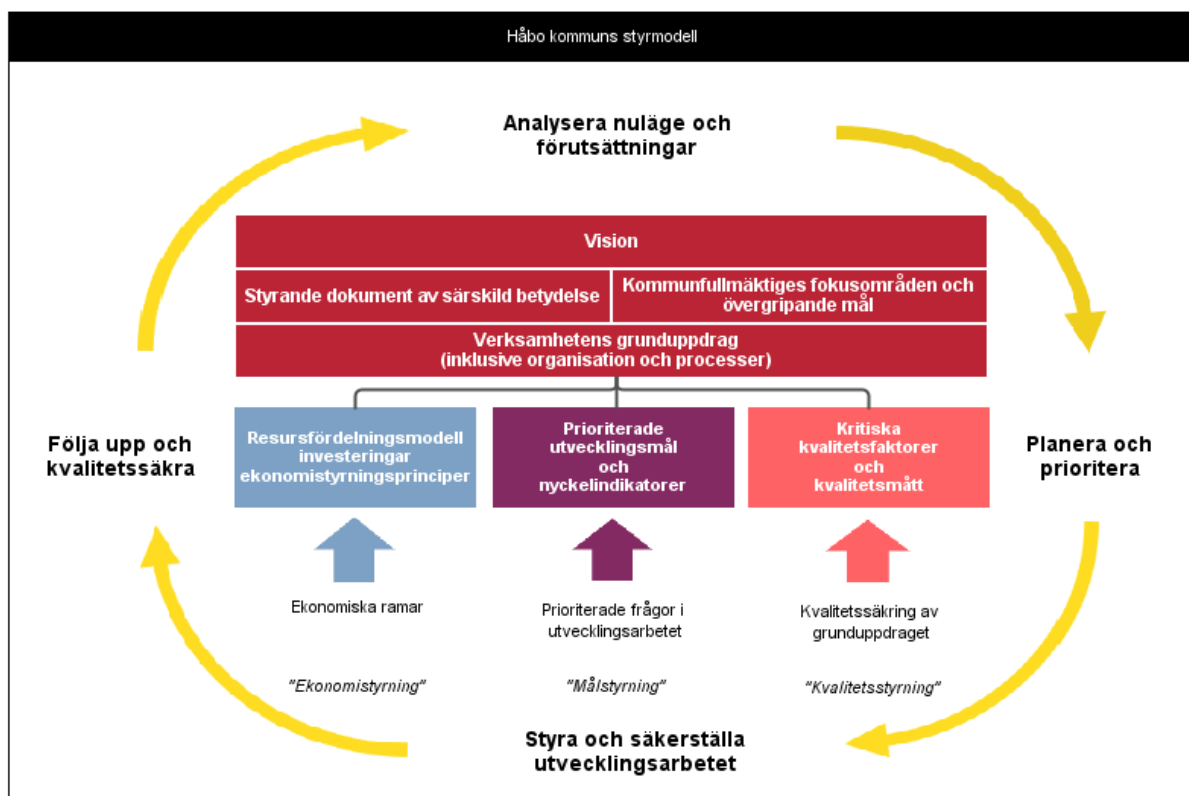 Håbo kommuns styrmodell
Analysera nuläge och
förutsättningar
Vision
Styrande dokument av särskild betydelse
Kommunfullmäktiges fokusområden och
övergripande mål
Verksamhetens grunduppdrag
(inklusive organisation och processer)
Följa upp och
kvalitetssäkra
Resursfördelningsmodell
investeringar
ekonomistyrningsprinciper
Prioriterade
utvecklingsmål
och
nyckelindikatorer
Kritiska
kvalitetsfaktorer
och
kvalitetsmått
Planera och
prioritera
Ekonomiska ramar
Prioriterade frågor i
utvecklingsarbetet
Kvalitetssäkring av
grunduppdraget
"Ekonomistyrning"
"Målstyrning"
"Kvalitetsstyrning"
Styra och säkerställa
utvecklingsarbetet